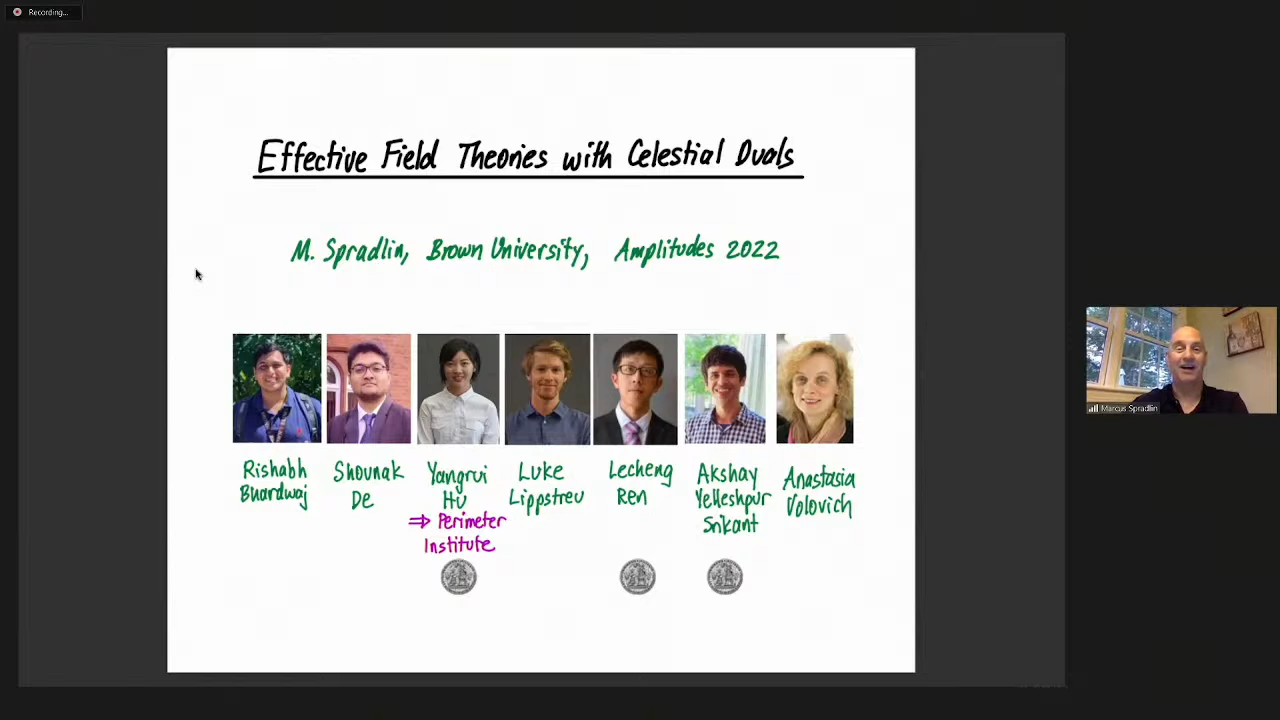 Recording...
Effective Field Theories with Celestial Duals
M. Spradlin, Brown University, Amplitudes 2022
Rishabh Bhardwaj
Shounak De
Yangrui Hu
⇒ Perimeter Institute
Luke Lippstreu
Lecheng Ren
Akshay Yelleshpur Srikant
Anastasia Volovich
Marcus Spradlin